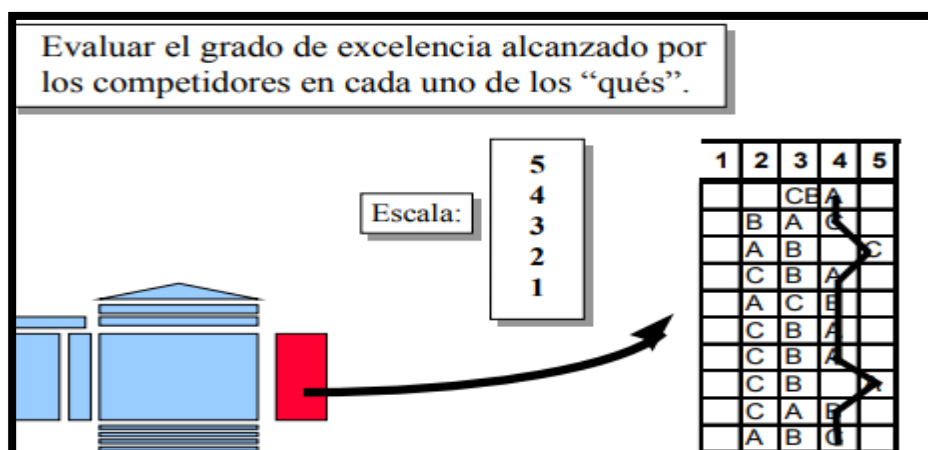 Evaluar el grado de excelencia alcanzado por
los competidores en cada uno de los “qués”.
Escala:
5
4
3
2
1
1 2 3 4 5
CB A
B A C
A B C
C B A
A C B
C B A
C B A
C B A
C A B
A B C